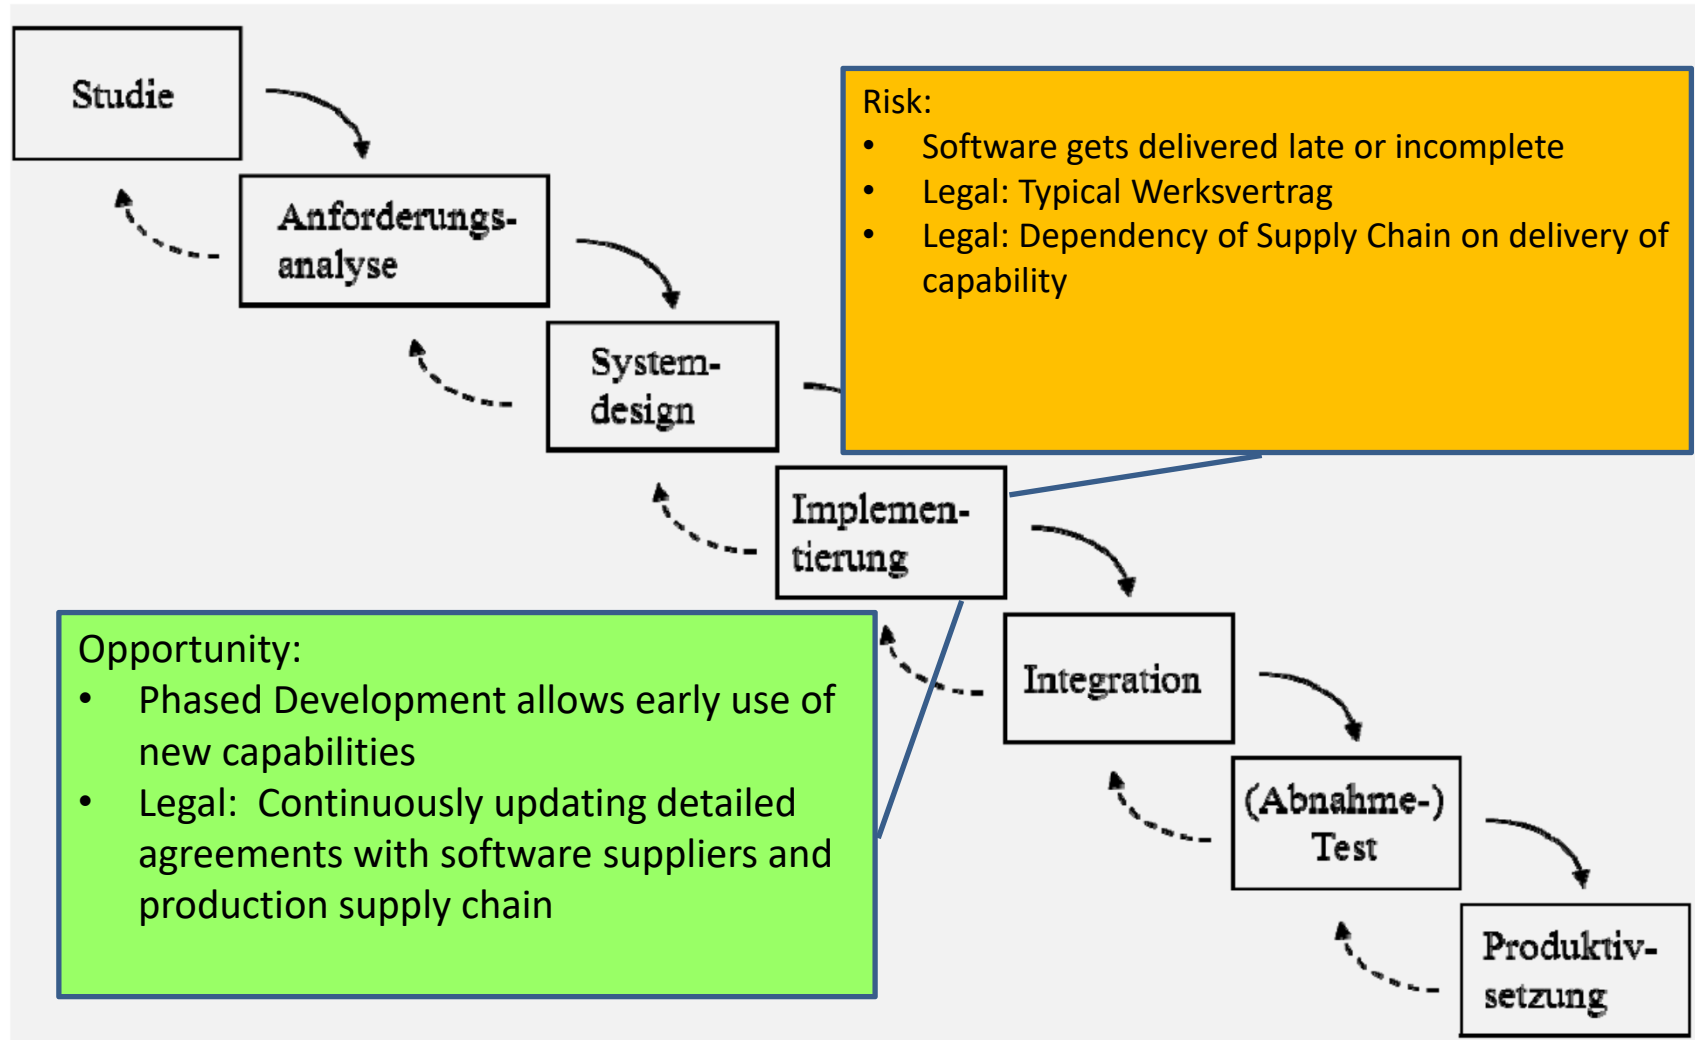 Studie
Anforderungs-
analyse
System-
design
Implemen-
tierung
Integration
(Abnahme-)
Test
Produktiv-
setzung
Risk:
• Software gets delivered late or incomplete
• Legal: Typical Werksvertrag
• Legal: Dependency of Supply Chain on delivery of
capability
Opportunity:
• Phased Development allows early use of
new capabilities
• Legal: Continuously updating detailed
agreements with software suppliers and
production supply chain